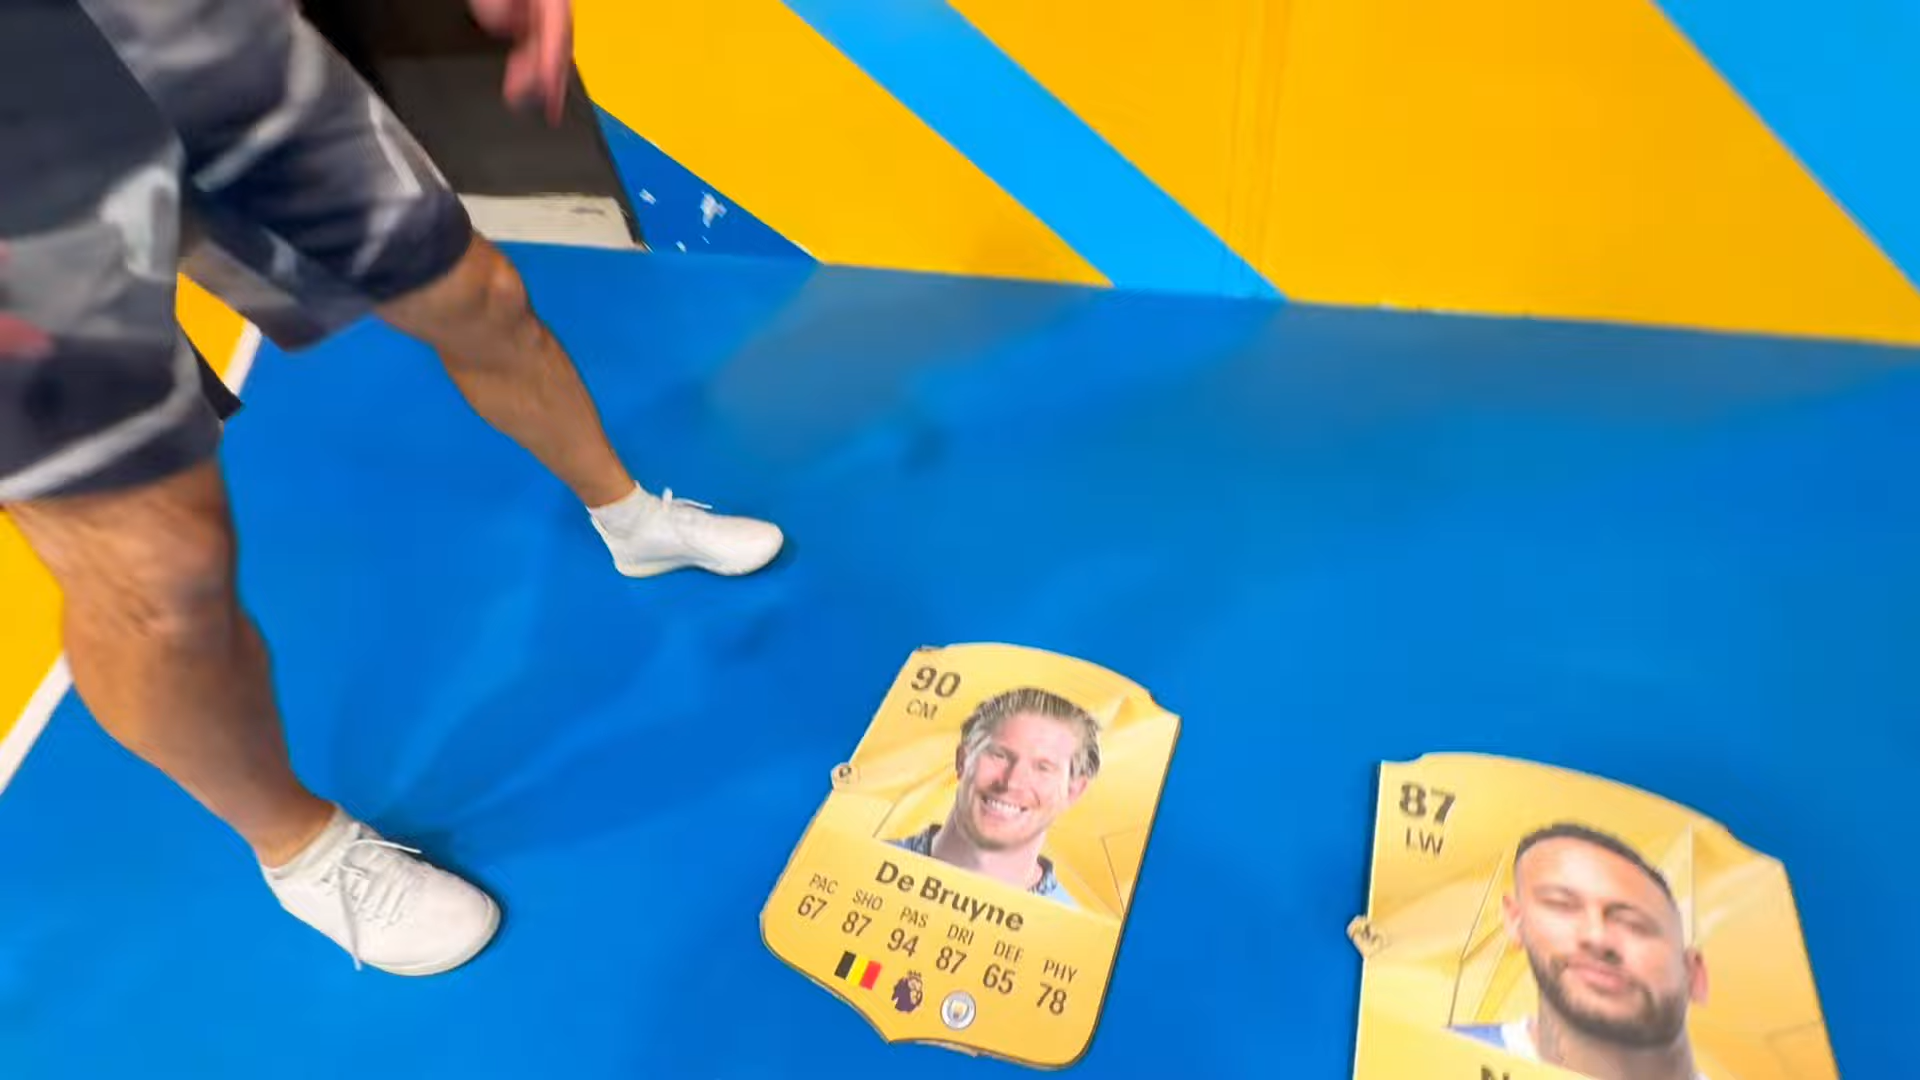 90
CM
De Bruyne
PAC SHO PAS DRI DEF PHY
67 87 94 87 65 78
87
LW
N